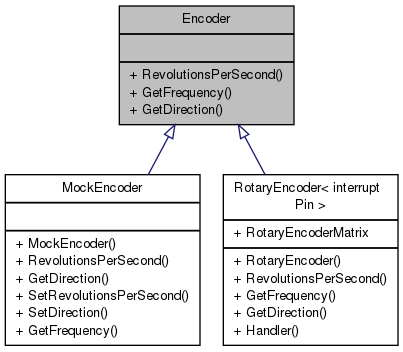 Encoder
+ RevolutionsPerSecond()
+ GetFrequency()
+ GetDirection()
MockEncoder
+ MockEncoder()
+ RevolutionsPerSecond()
+ GetDirection()
+ SetRevolutionsPerSecond()
+ SetDirection()
+ GetFrequency()
RotaryEncoder< interrupt
Pin >
+ RotaryEncoderMatrix
+ RotaryEncoder()
+ RevolutionsPerSecond()
+ GetFrequency()
+ GetDirection()
+ Handler()